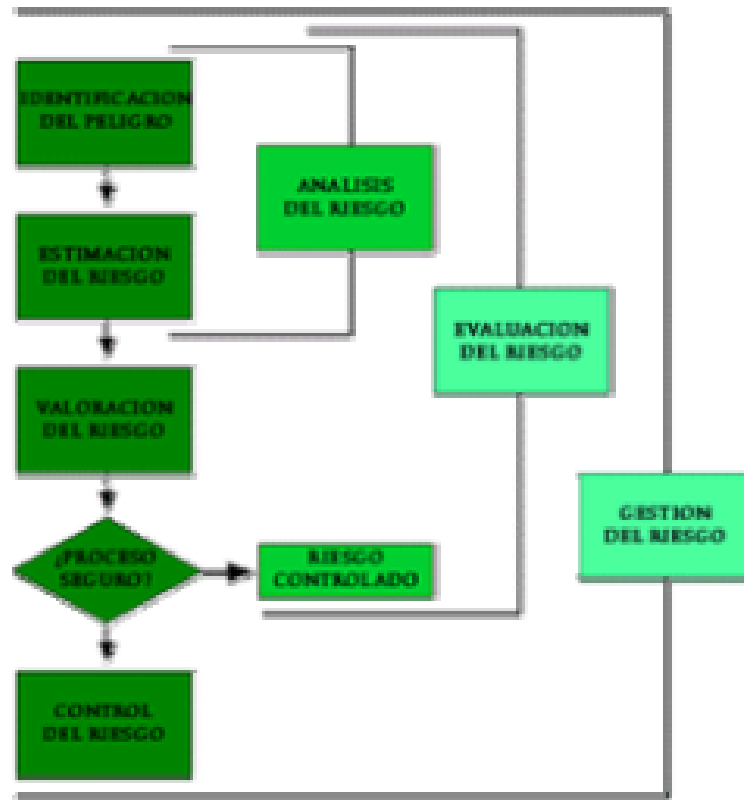 IDENTIFICACION
DEL PELIGRO
ANALISIS
DEL RIESGO
ESTIMACION
DEL RIESGO
EVALUACION
DEL RIESGO
VALORACION
DEL RIESGO
GESTION
DEL RIESGO
¿PROCESO
SEGURO?
RIESGO
CONTROLADO
CONTROL
DEL RIESGO